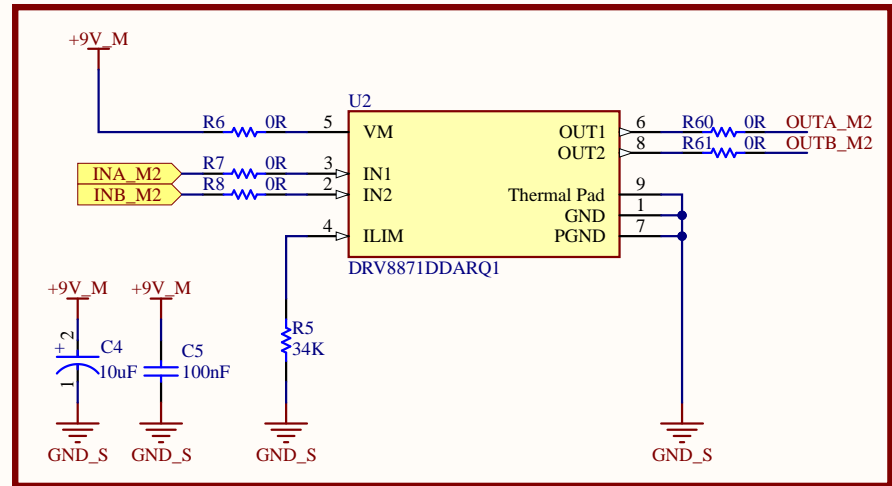 +9V_M
U2
R6 0R 5 VM OUT1 6 R60 0R OUTA_M2
OUT2 8 R61 0R OUTB_M2
INA_M2 R7 0R 3 IN1
INB_M2 R8 0R 2 IN2 Thermal Pad 9
GND 1
4 ILIM PGND 7
DRV8871DDARQ1
+9V_M +9V_M
+ 2 C4 C5 R5
1 10uF 100nF 34K
GND_S GND_S GND_S GND_S